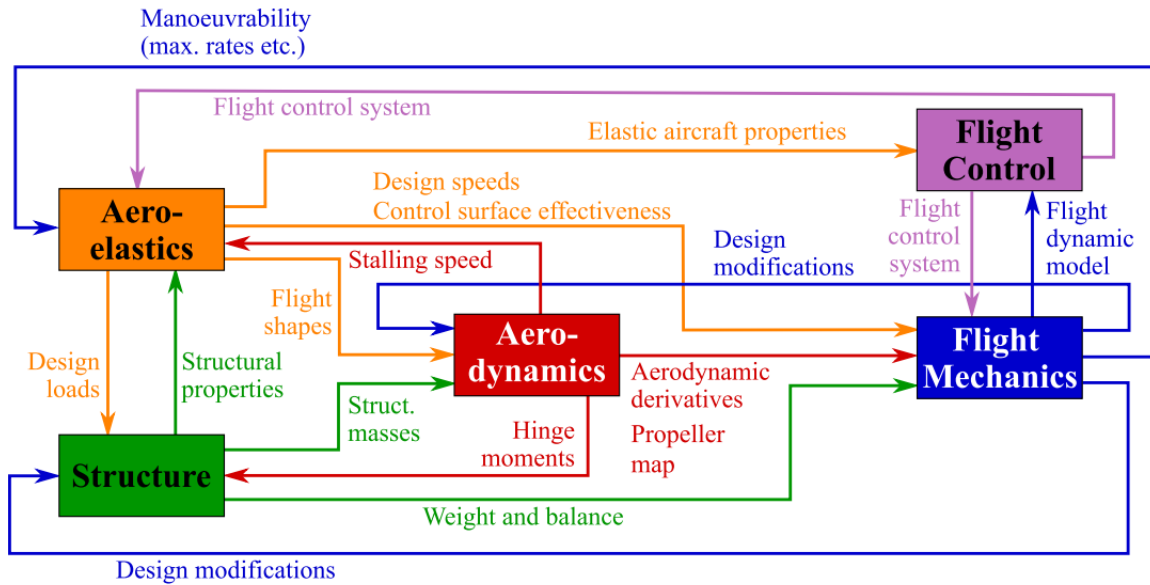 Manoeuvrability
(max. rates etc.)
Flight control system
Elastic aircraft properties
Flight
Control
Design speeds
Control surface effectiveness
Aero-
elastics
Stalling speed
Design
modifications
Flight
control
system
Flight
dynamic
model
Flight
shapes
Design
loads
Structural
properties
Aero-
dynamics
Flight
Mechanics
Aerodynamic
derivatives
Propeller
map
Struct.
masses
Hinge
moments
Structure
Weight and balance
Design modifications